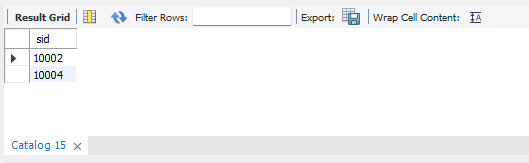 Result Grid Filter Rows: Export: Wrap Cell Content:
sid
10002
10004
Catalog 15